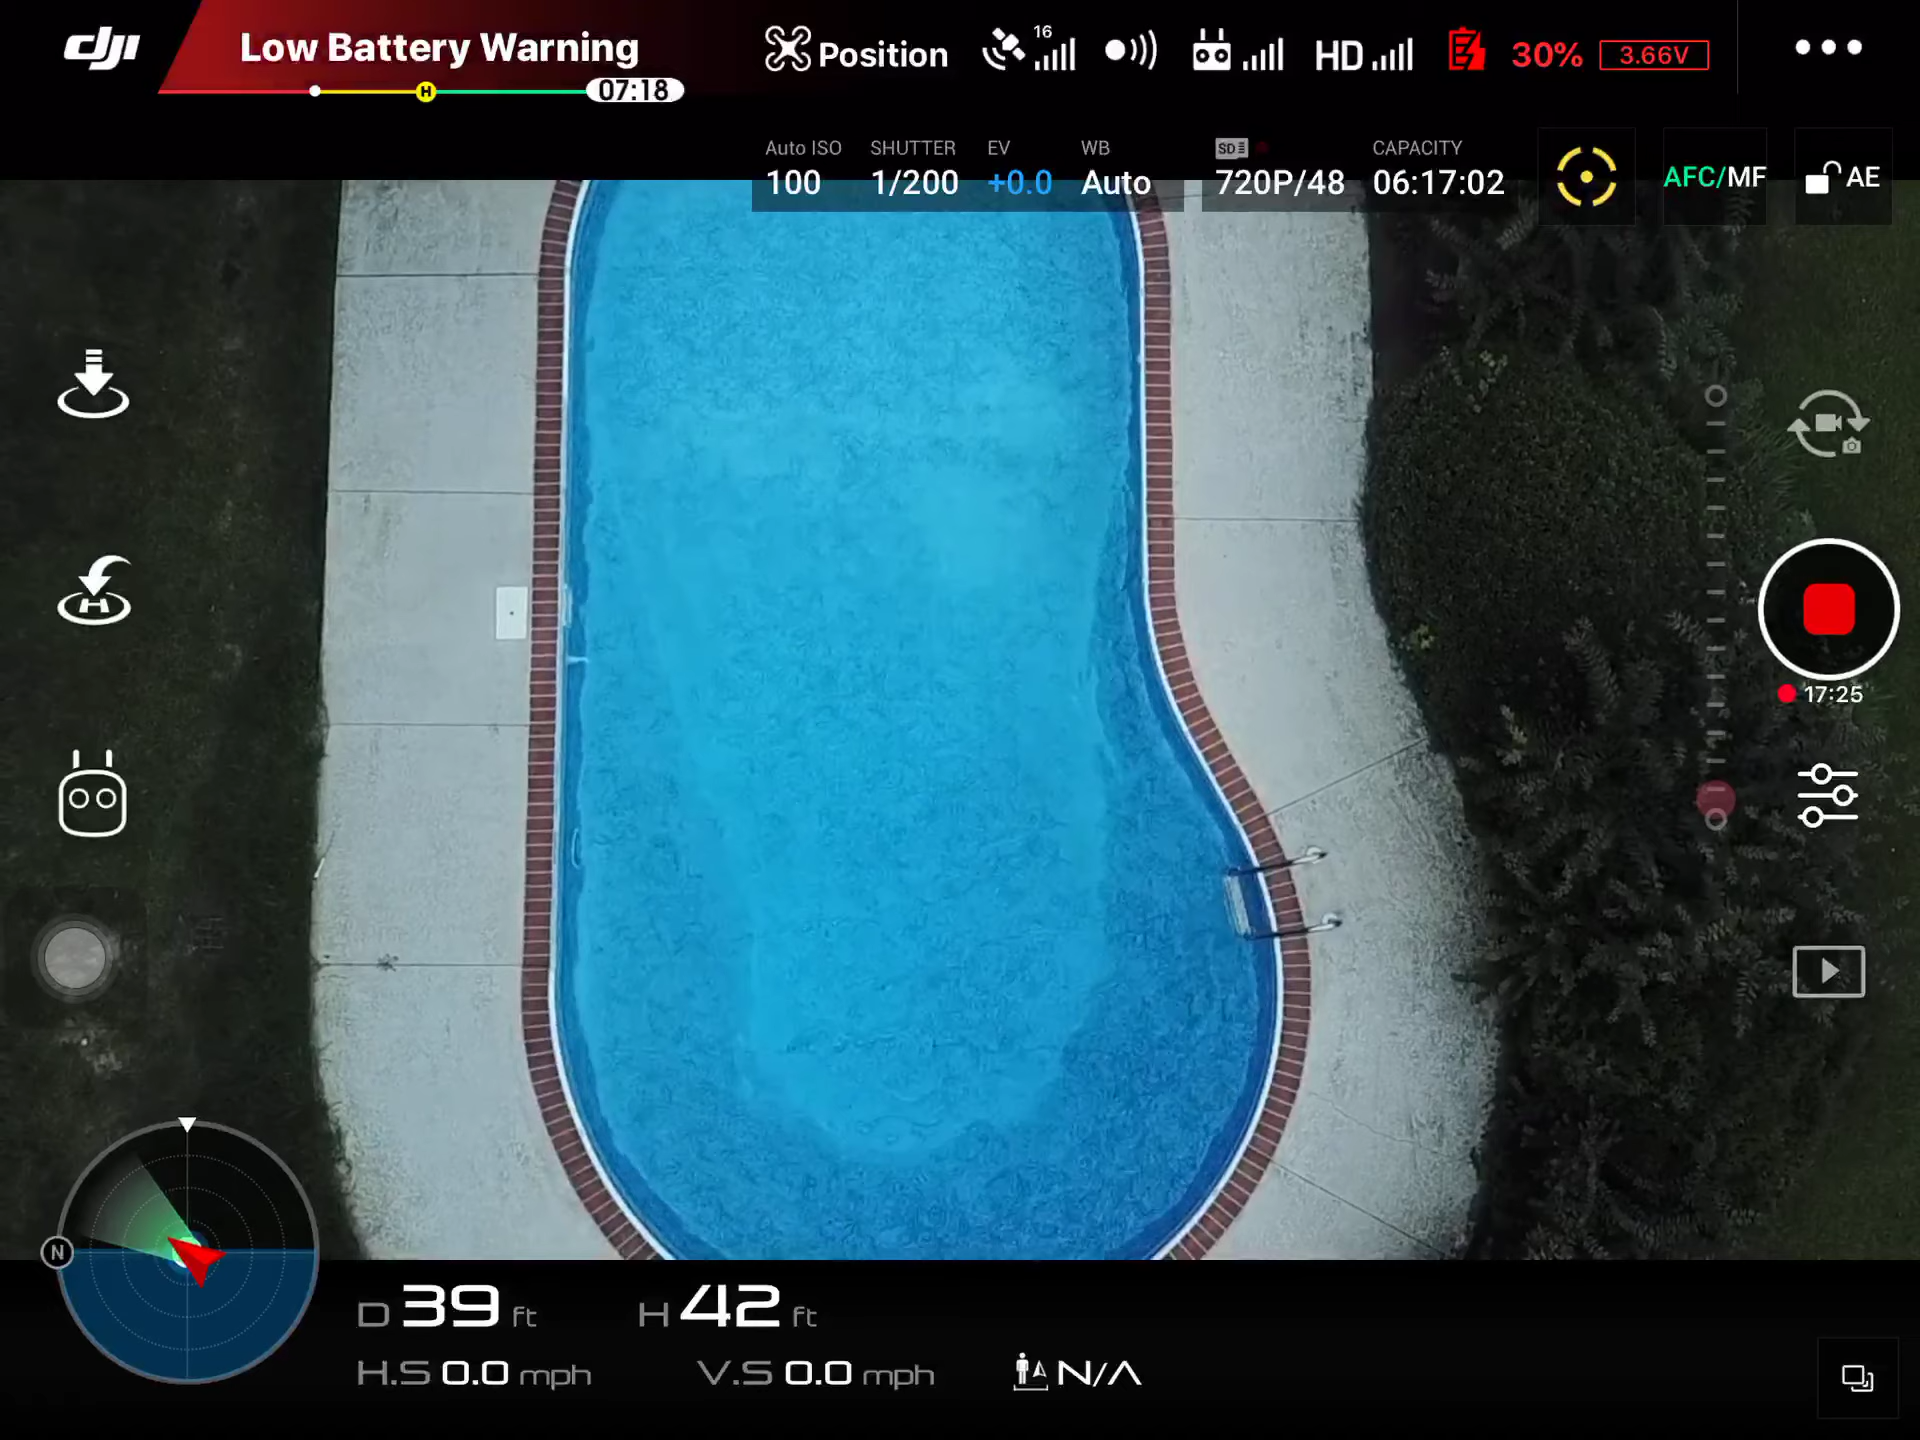 dji
Low Battery Warning
H
07:18
Position
16
HD
30%
3.66V
Auto ISO
100
SHUTTER
1/200
EV
+0.0
WB
Auto
SD
720P/48
CAPACITY
06:17:02
AFC/MF
AE
H
17:25
N
D 39 ft
H 42 ft
H.S 0.0 mph
V.S 0.0 mph
N/A